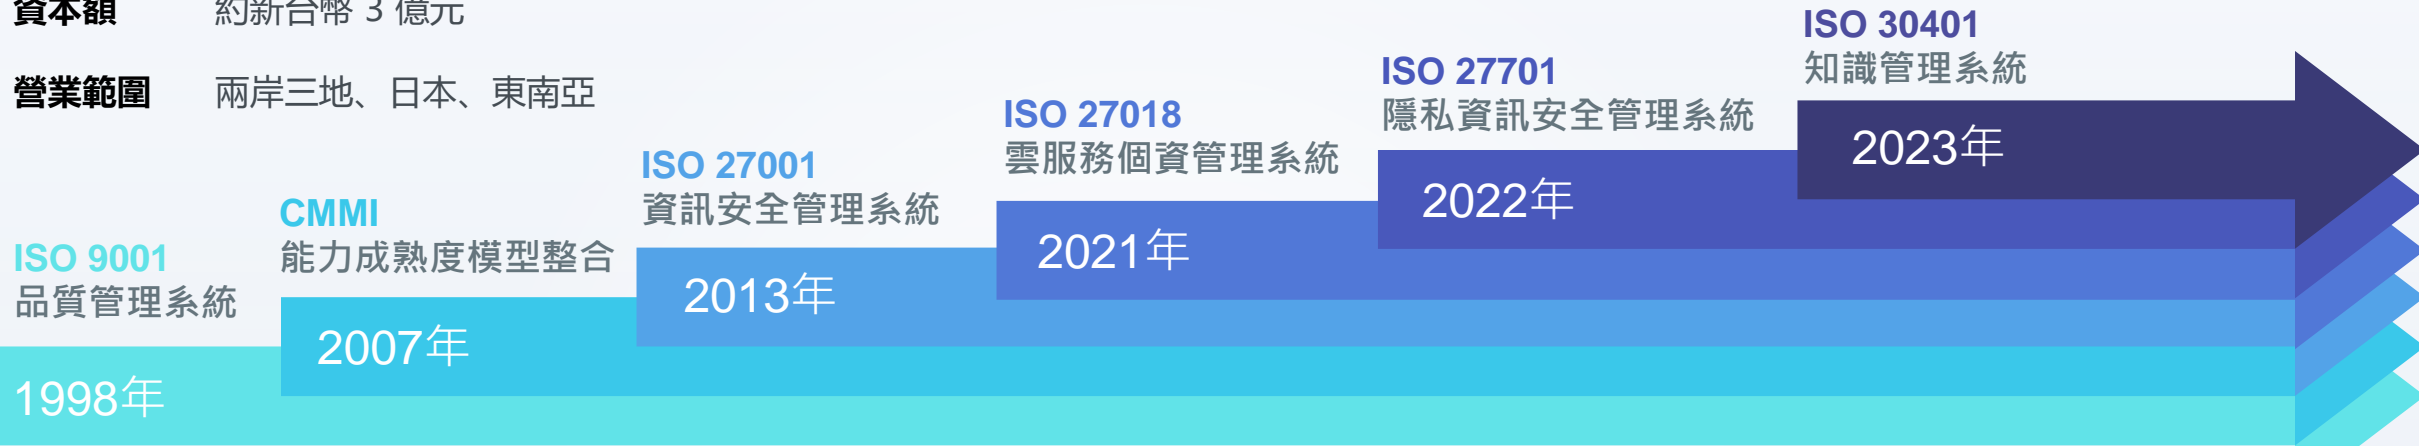 資本額 約新台幣 3 億元
營業範圍 兩岸三地、日本、東南亞
ISO 9001
品質管理系統
1998年
CMMI
能力成熟度模型整合
2007年
ISO 27001
資訊安全管理系統
2013年
ISO 27018
雲服務個資管理系統
2021年
ISO 27701
隱私資訊安全管理系統
2022年
ISO 30401
知識管理系統
2023年